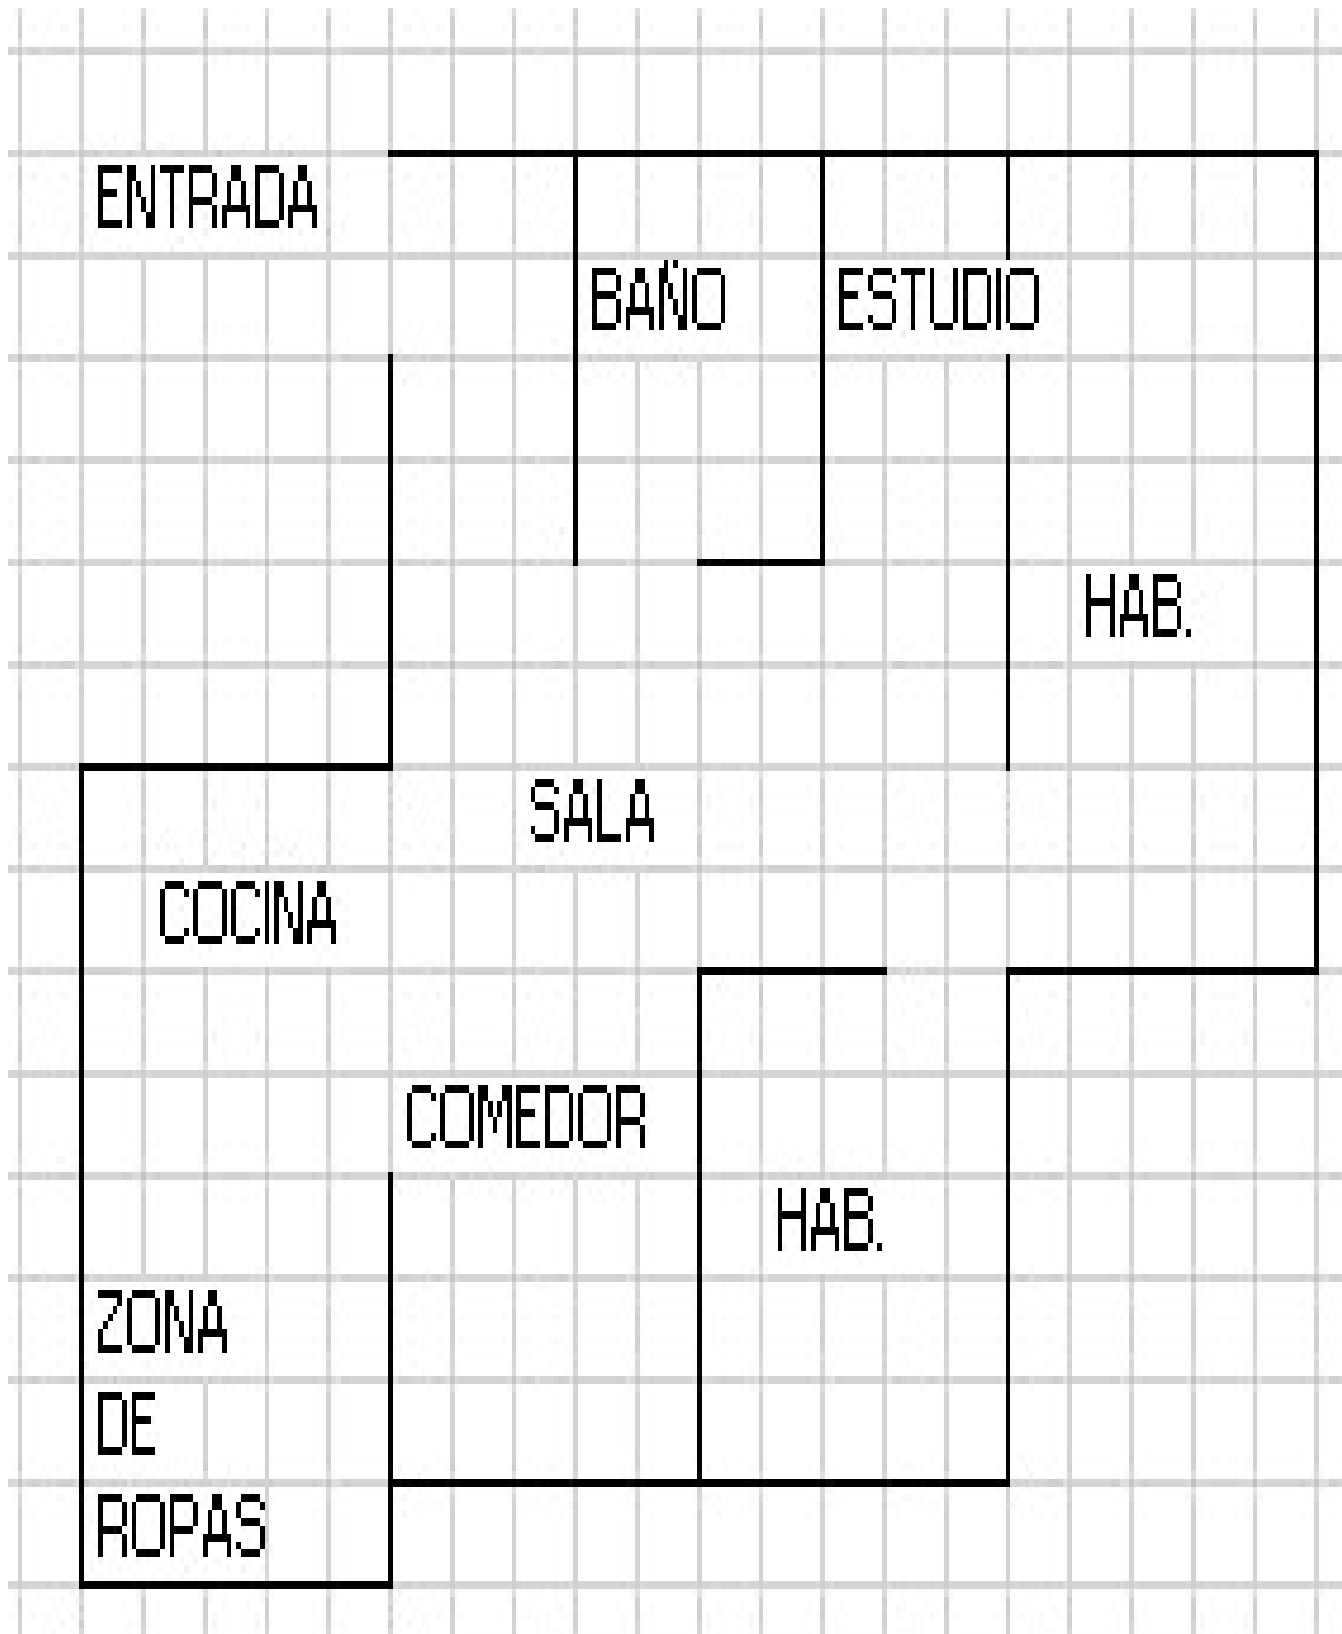 ENTRADA
BAÑO
ESTUDIO
HAB.
SALA
COCINA
COMEDOR
HAB.
ZONA
DE
ROPAS